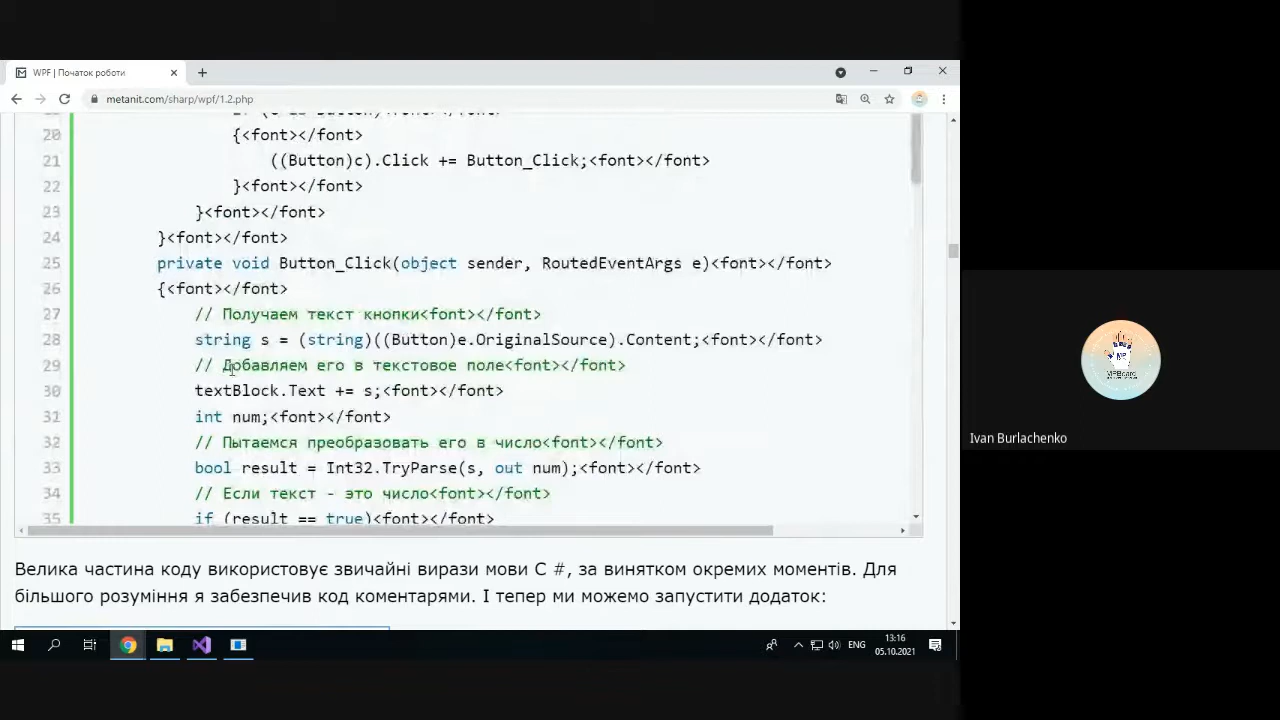 WPF | Початок роботи
metanit.com/sharp/wpf/1.2.php
20 {<font></font>
21 ((Button)c).Click += Button_Click;<font></font>
22 }<font></font>
23 }<font></font>
24 }<font></font>
25 private void Button_Click(object sender, RoutedEventArgs e)<font></font>
26 {<font></font>
27 // Получаем текст кнопки<font></font>
28 string s = (string)((Button)e.OriginalSource).Content;<font></font>
29 // Добавляем его в текстовое поле<font></font>
30 textBlock.Text += s;<font></font>
31 int num;<font></font>
32 // Пытаемся преобразовать его в число<font></font>
33 bool result = Int32.TryParse(s, out num);<font></font>
34 // Если текст - это число<font></font>
35 if (result == true)<font></font>
Велика частина коду використовує звичайні вирази мови C #, за винятком окремих моментів. Для
більшого розуміння я забезпечив код коментарями. І тепер ми можемо запустити додаток:
ENG
13:16
05.10.2021
MPBoard
Ivan Burlachenko